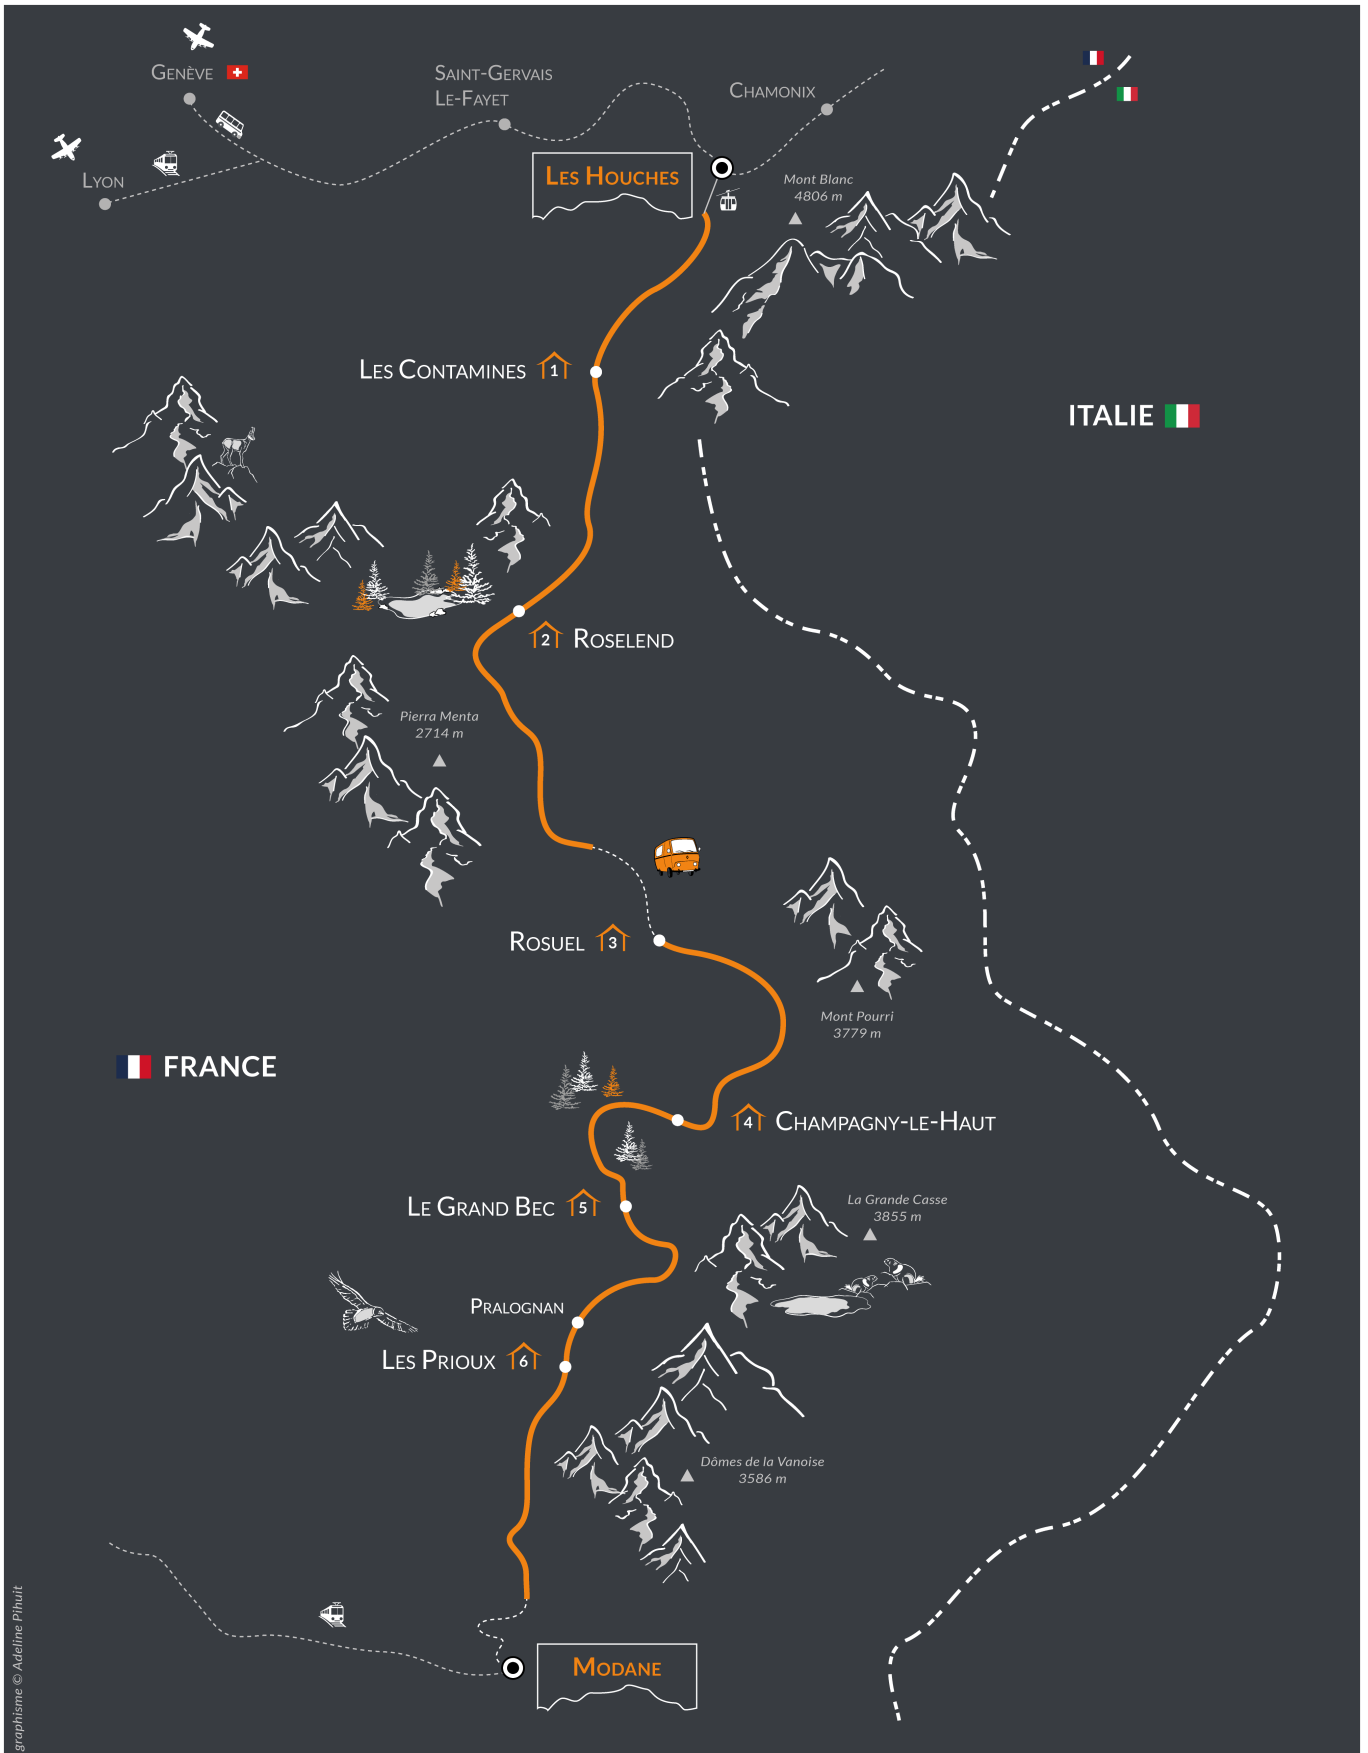 Genève
Saint-Gervais
Le-Fayet
Chamonix
Lyon
Les Houches
Mont Blanc
4806 m
Les Contamines
1
ITALIE
2
Roselend
Pierra Menta
2714 m
Rosuel
3
Mont Pourri
3779 m
FRANCE
4
Champagny-le-Haut
Le Grand Bec
5
La Grande Casse
3855 m
Pralognan
Les Prioux
6
Dômes de la Vanoise
3586 m
Modane
graphisme © Adeline Pihuit